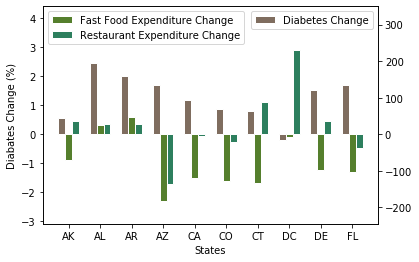 Fast Food Expenditure Change
Restaurant Expenditure Change
Diabetes Change
4
3
2
1
0
−1
−2
−3
300
200
100
0
−100
−200
Diabates Change (%)
AK AL AR AZ CA CO CT DC DE FL
States